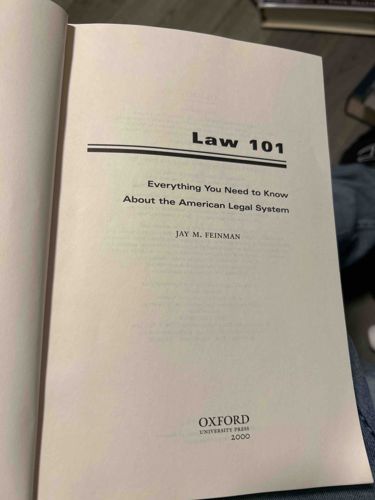 Law 101
Everything You Need to Know
About the American Legal System
JAY M. FEINMAN
OXFORD
UNIVERSITY PRESS
2000